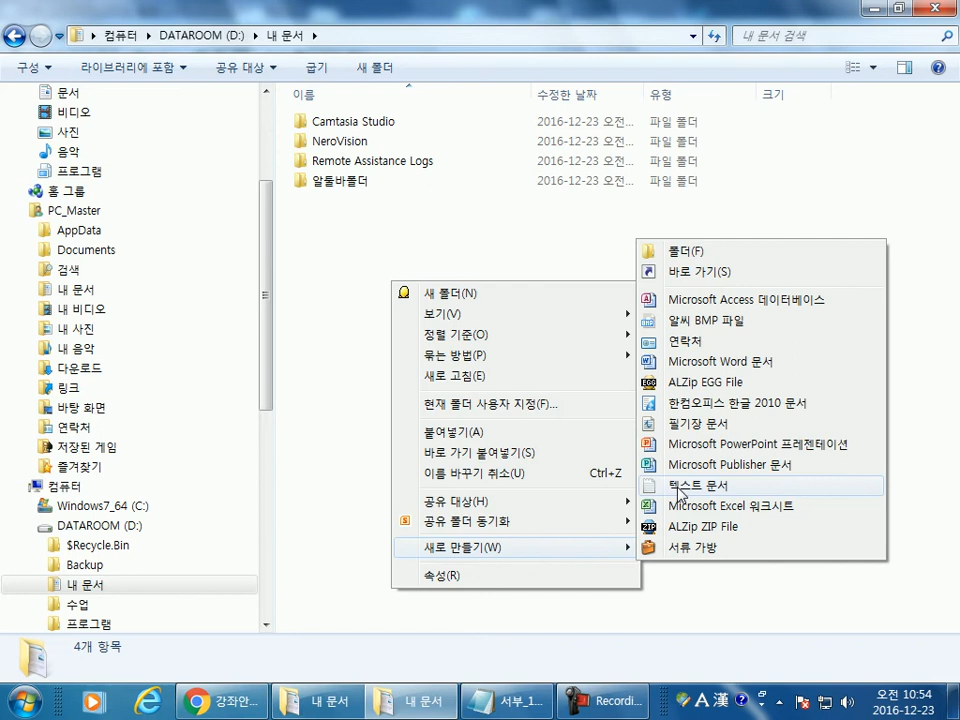 컴퓨터 DATAROOM (D:) 내 문서
내 문서 검색
구성 라이브러리에 포함 공유 대상 굽기 새 폴더
문서
비디오
사진
음악
프로그램
홈 그룹
PC_Master
AppData
Documents
검색
내 문서
내 비디오
내 사진
내 음악
다운로드
링크
바탕 화면
연락처
저장된 게임
즐겨찾기
컴퓨터
Windows7_64 (C:)
DATAROOM (D:)
$Recycle.Bin
Backup
내 문서
수업
프로그램
이름 수정한 날짜 유형 크기
Camtasia Studio 2016-12-23 오전... 파일 폴더
NeroVision 2016-12-23 오전... 파일 폴더
Remote Assistance Logs 2016-12-23 오전... 파일 폴더
알툴바폴더 2016-12-23 오전... 파일 폴더
새 폴더(N)
보기(V)
정렬 기준(O)
묶는 방법(P)
새로 고침(E)
현재 폴더 사용자 지정(F)...
붙여넣기(A)
바로 가기 붙여넣기(S)
이름 바꾸기 취소(U) Ctrl+Z
공유 대상(H)
공유 폴더 동기화
새로 만들기(W)
속성(R)
폴더(F)
바로 가기(S)
Microsoft Access 데이터베이스
알씨 BMP 파일
연락처
Microsoft Word 문서
ALZip EGG File
한컴오피스 한글 2010 문서
필기장 문서
Microsoft PowerPoint 프레젠테이션
Microsoft Publisher 문서
텍스트 문서
Microsoft Excel 워크시트
ALZip ZIP File
서류 가방
4개 항목
강좌안...
내 문서
내 문서
서부_1...
Recordi...
A 漢
오전 10:54
2016-12-23